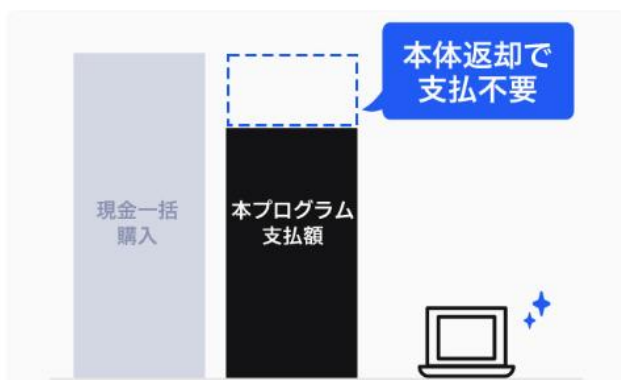 本体返却で
支払不要
現金一括
購入
本プログラム
支払額